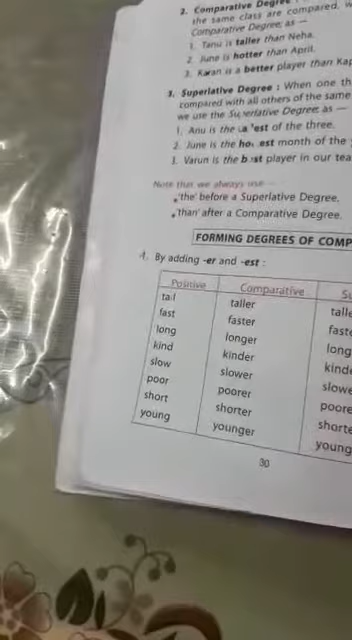 2. Comparative Degree :
the same class are compared, w
Comparative Degree; as —
1. Tanu is taller than Neha.
2. June is hotter than April.
3. Karan is a better player than Kap
3. Superlative Degree : When one th
compared with all others of the same
we use the Superlative Degree; as —
1. Anu is the tallest of the three.
2. June is the hottest month of the
3. Varun is the best player in our tea
Note that we always use
'the' before a Superlative Degree.
'than' after a Comparative Degree.
FORMING DEGREES OF COMP
A. By adding -er and -est :
Positive Comparative Su
tall taller talle
fast faster faste
long longer long
kind kinder kinde
slow slower slowe
poor poorer poore
short shorter shorte
young younger young
30